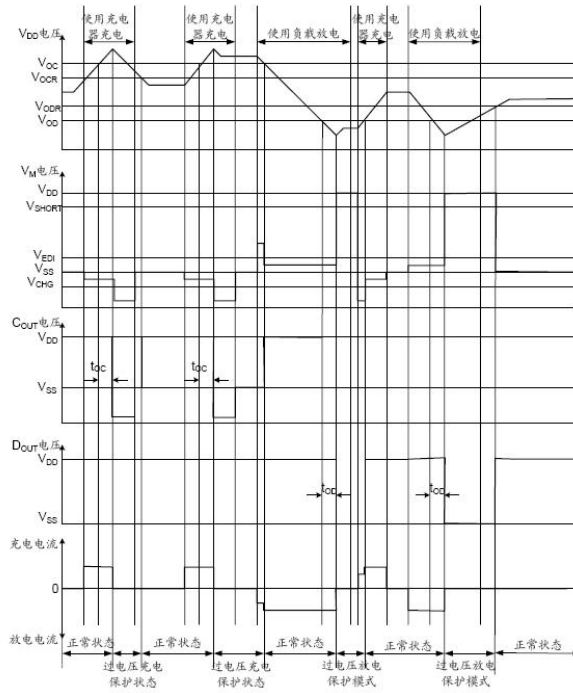 使用充电
器充电
使用充电
器充电
使用负载放电
使用充电
器充电
使用负载放电
VDD电压
VOC
VOCR
VODR
VOD
VM电压
VDD
VSHORT
VEDI
VSS
VCHG
COUT电压
VDD
tOC
tOC
VSS
DOUT电压
VDD
tOD
tOD
VSS
充电电流
0
放电电流
正常状态
正常状态
正常状态
正常状态
正常状态
过电压充电
保护状态
过电压充电
保护状态
过电压放电
保护模式
过电压放电
保护模式